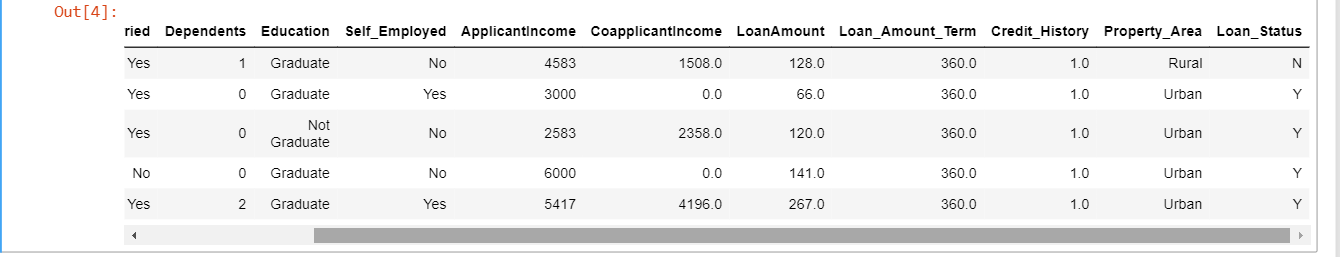 Out[4]:
ried Dependents Education Self_Employed ApplicantIncome CoapplicantIncome LoanAmount Loan_Amount_Term Credit_History Property_Area Loan_Status
Yes 1 Graduate No 4583 1508.0 128.0 360.0 1.0 Rural N
Yes 0 Graduate Yes 3000 0.0 66.0 360.0 1.0 Urban Y
Yes 0 Not Graduate No 2583 2358.0 120.0 360.0 1.0 Urban Y
No 0 Graduate No 6000 0.0 141.0 360.0 1.0 Urban Y
Yes 2 Graduate Yes 5417 4196.0 267.0 360.0 1.0 Urban Y